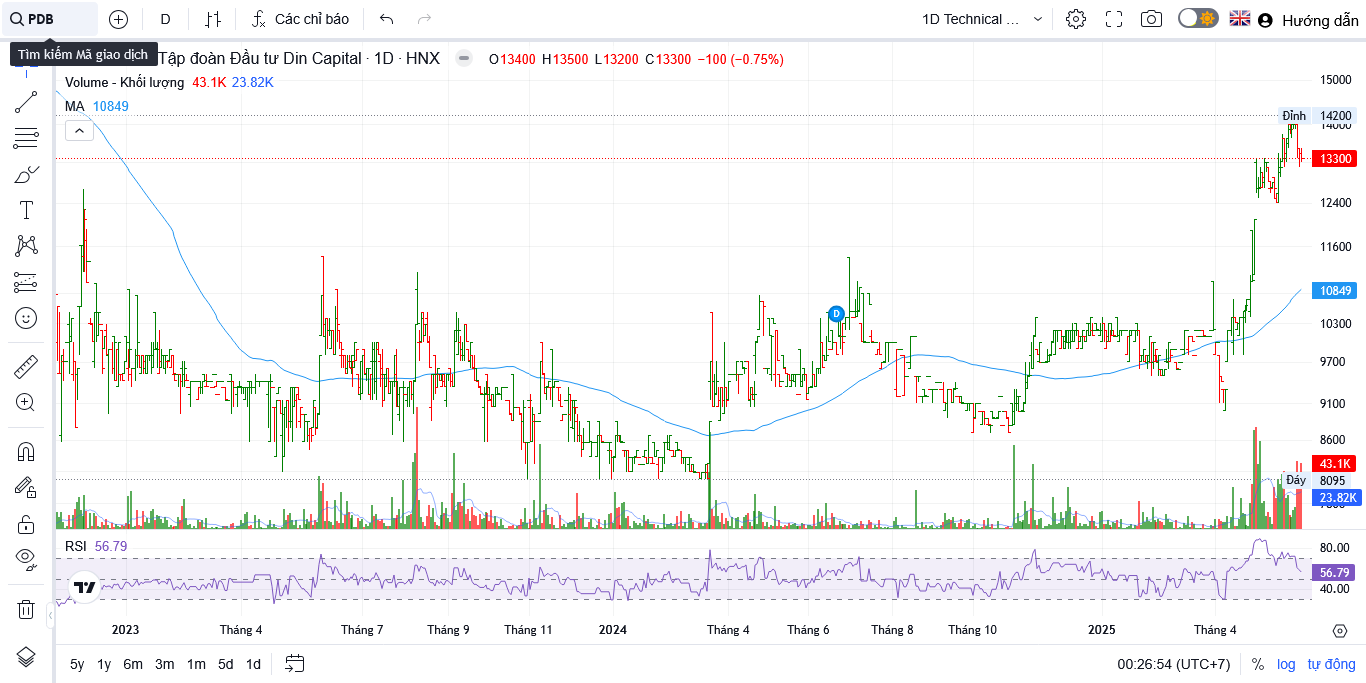 PDB
D
Các chỉ báo
1D Technical ...
Hướng dẫn
Tìm kiếm Mã giao dịch
Tập đoàn Đầu tư Din Capital · 1D · HNX
O13400 H13500 L13200 C13300 −100 (−0.75%)
Volume - Khối lượng 43.1K 23.82K
MA 10849
15000
Đỉnh 14200
14000
13300
12400
11600
10849
D
10300
9700
9100
8600
43.1K
Đáy 8095
23.82K
RSI 56.79
80.00
56.79
40.00
2023 Tháng 4 Tháng 7 Tháng 9 Tháng 11 2024 Tháng 4 Tháng 6 Tháng 8 Tháng 10 2025 Tháng 4
5y 1y 6m 3m 1m 5d 1d
00:26:54 (UTC+7) % log tự động